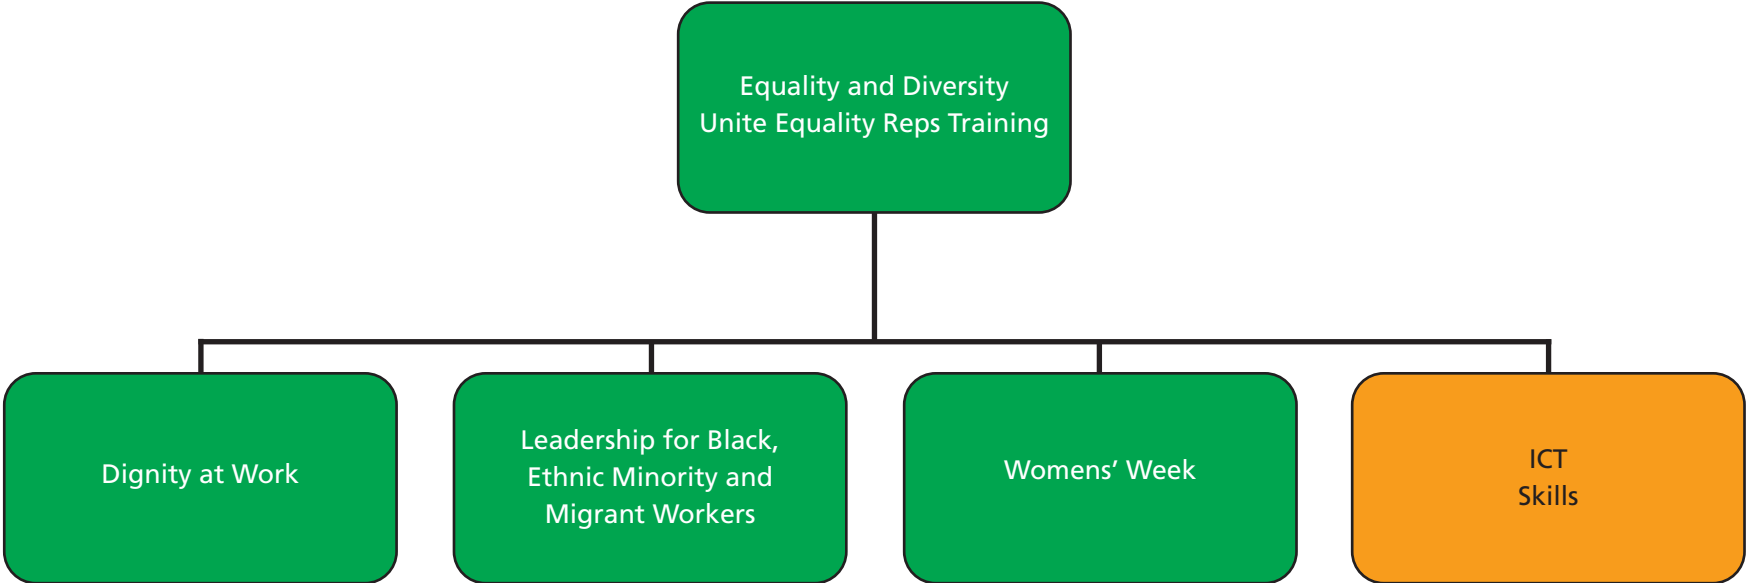 Equality and Diversity
Unite Equality Reps Training
Dignity at Work
Leadership for Black,
Ethnic Minority and
Migrant Workers
Womens’ Week
ICT
Skills